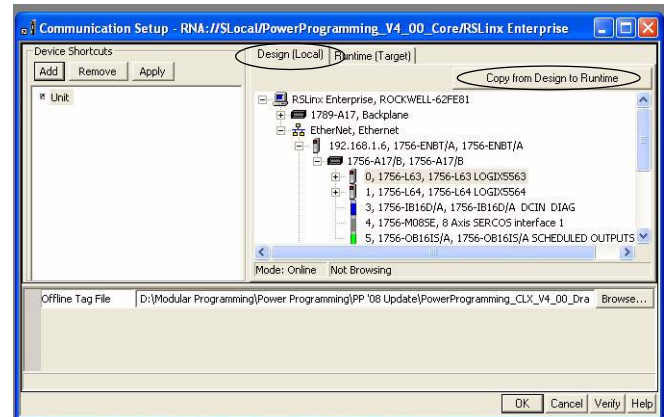 Communication Setup - RNA://$Local/PowerProgramming_V4_00_Core/RSLinx Enterprise
Device Shortcuts
Add Remove Apply
Unit
Design (Local) Runtime (Target)
Copy from Design to Runtime
RSLinx Enterprise, ROCKWELL-62FE81
1789-A17, Backplane
EtherNet, Ethernet
192.168.1.6, 1756-ENBT/A, 1756-ENBT/A
1756-A17/B, 1756-A17/B
0, 1756-L63, 1756-L63 LOGIX5563
1, 1756-L64, 1756-L64 LOGIX5564
3, 1756-IB16D/A, 1756-IB16D/A DCIN DIAG
4, 1756-M08SE, 8 Axis SERCOS interface 1
5, 1756-OB16IS/A, 1756-OB16IS/A SCHEDULED OUTPUTS
Mode: Online Not Browsing
Offline Tag File D:\Modular Programming\Power Programming\PP '08 Update\PowerProgramming_CLX_V4_00_Dra Browse...
OK Cancel Verify Help